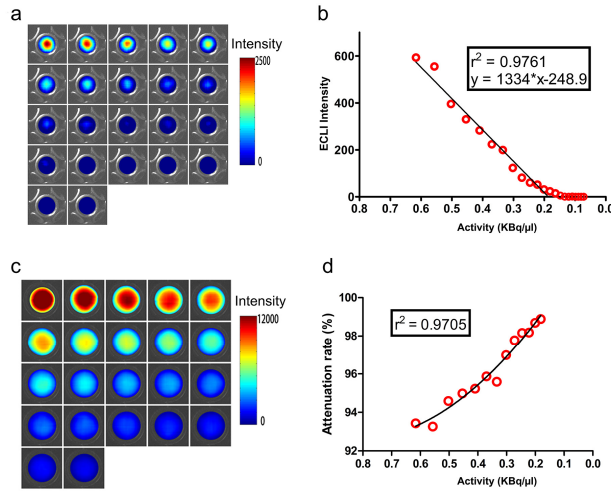 a
Intensity
2500
0
b
ECLI Intensity
600
400
200
0
r² = 0.9761
y = 1334*x-248.9
0.8 0.7 0.6 0.5 0.4 0.3 0.2 0.1 0.0
Activity (KBq/µl)
c
Intensity
12000
0
d
Attenuation rate (%)
100
98
96
94
92
r² = 0.9705
0.8 0.7 0.6 0.5 0.4 0.3 0.2 0.1 0.0
Activity (KBq/µl)